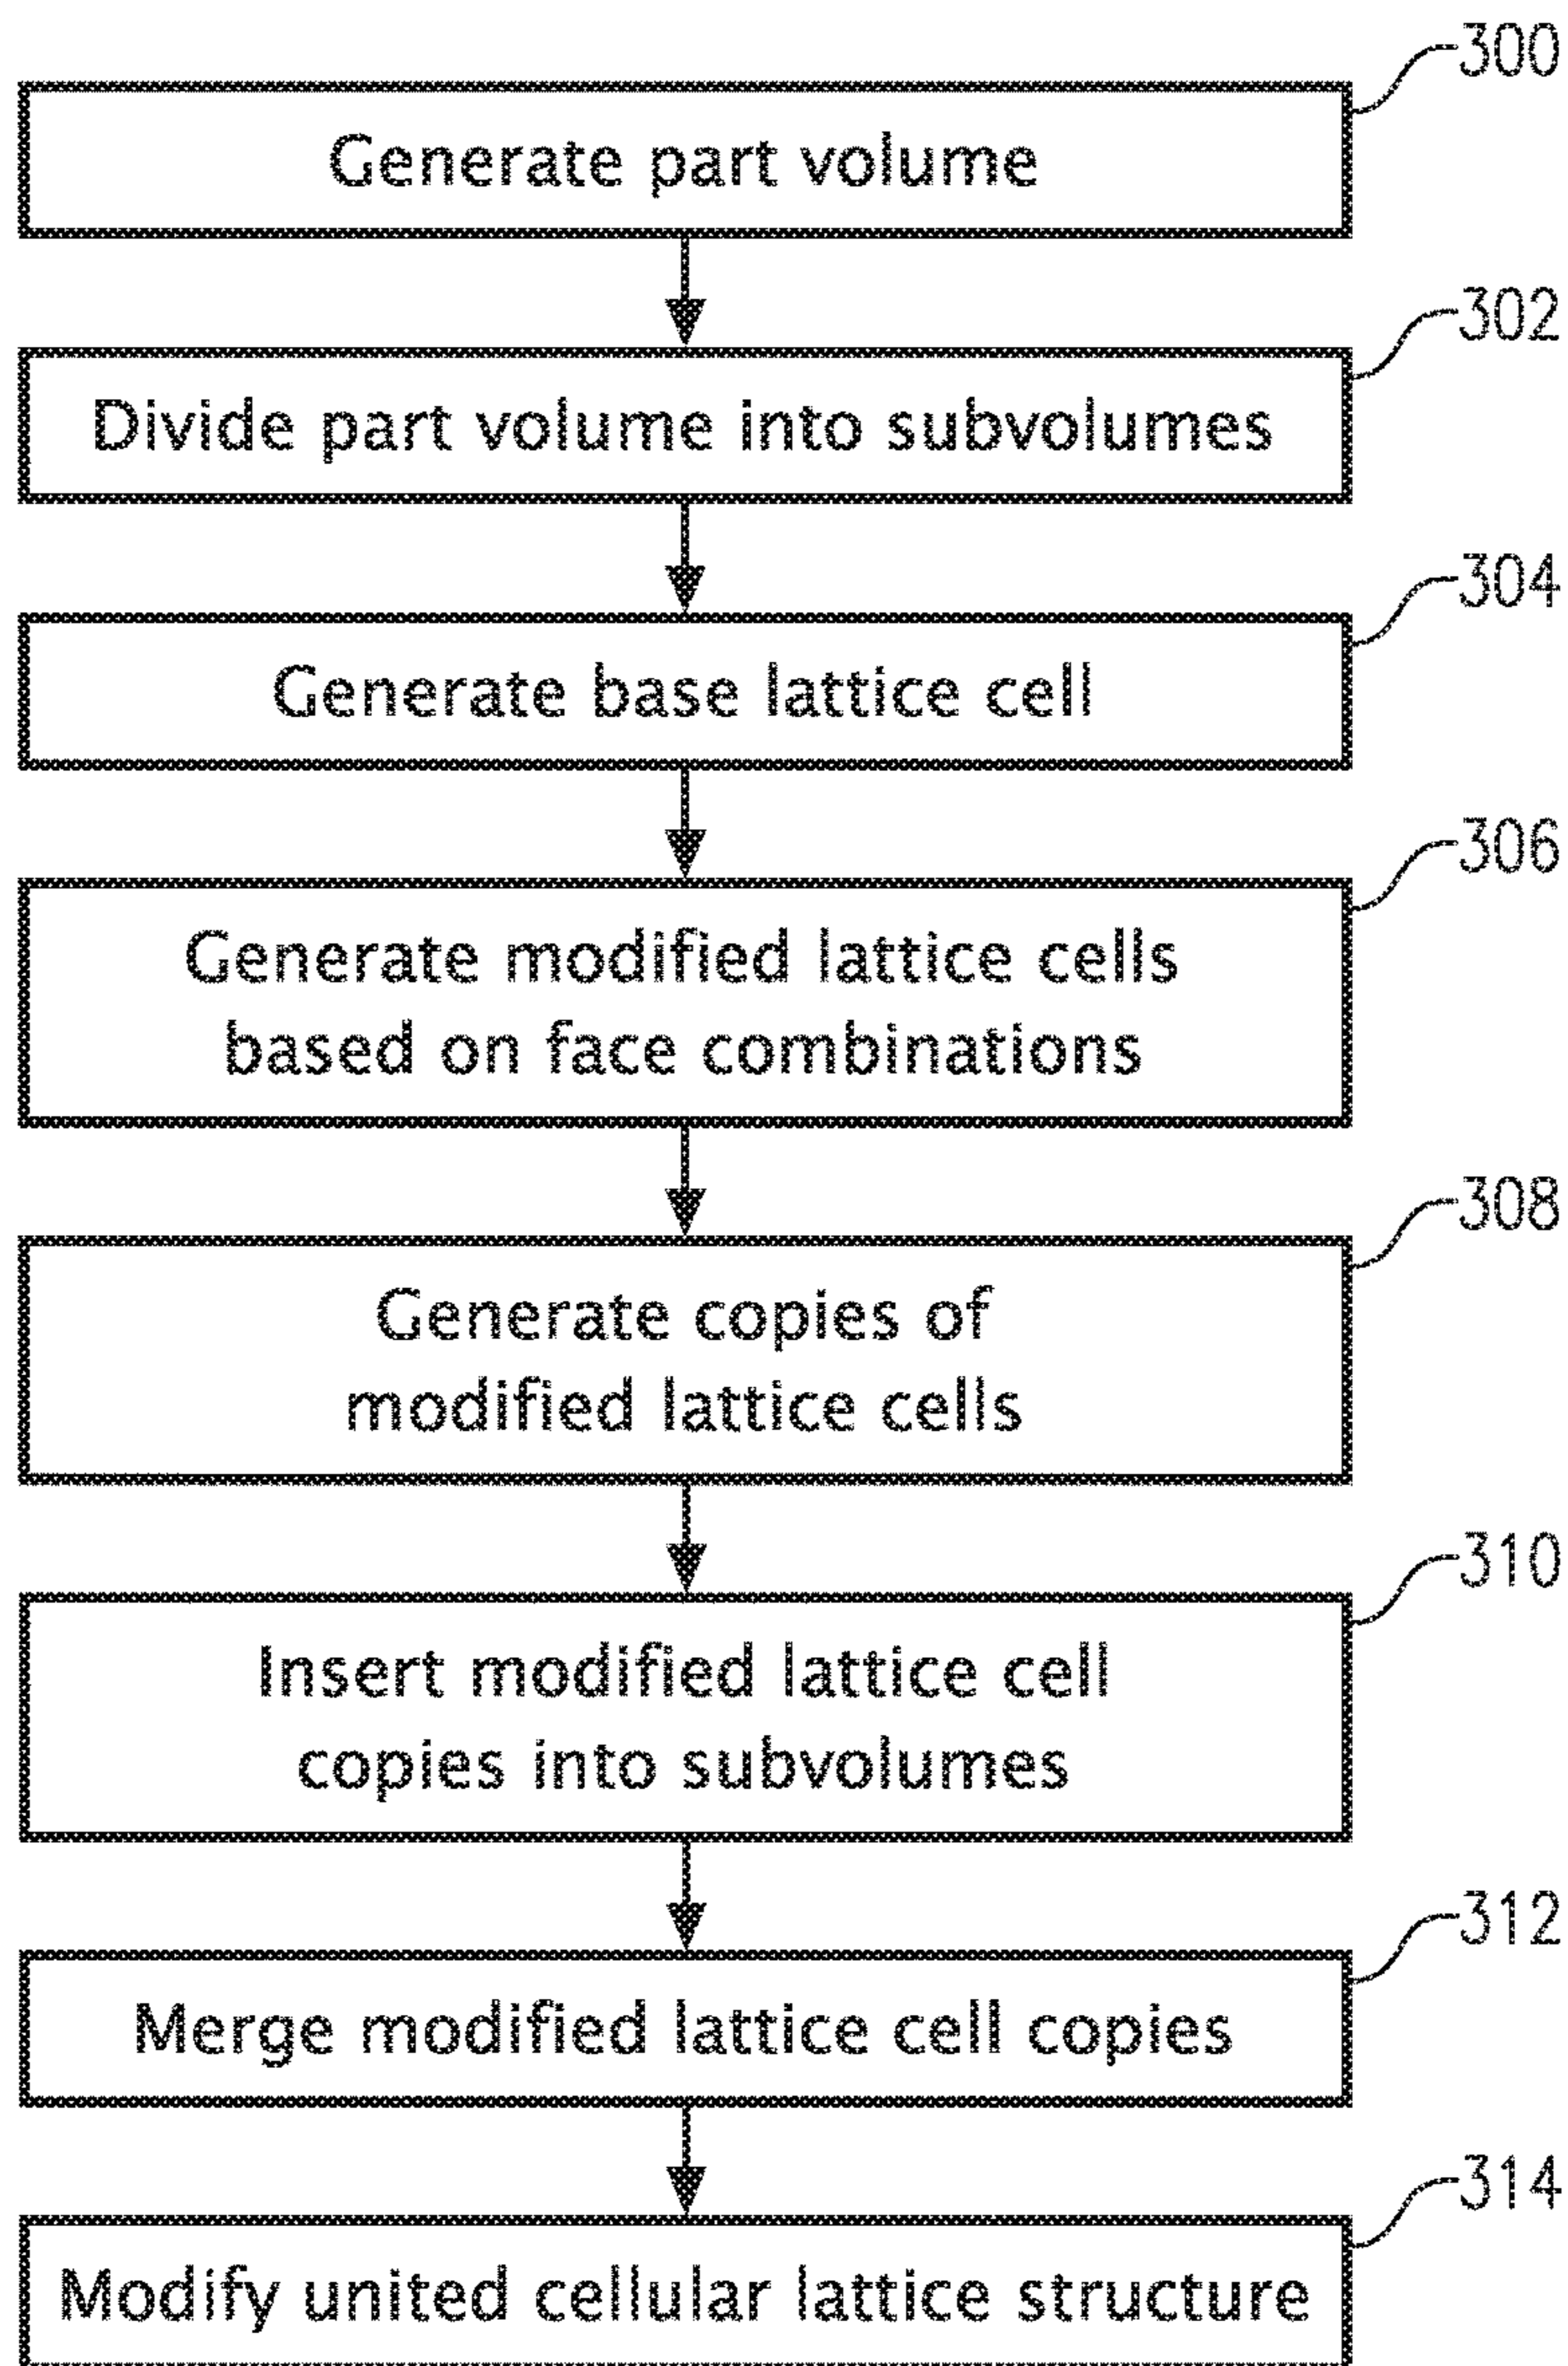 300
Generate part volume
302
Divide part volume into subvolumes
304
Generate base lattice cell
306
Generate modified lattice cells
based on face combinations
308
Generate copies of
modified lattice cells
310
Insert modified lattice cell
copies into subvolumes
312
Merge modified lattice cell copies
314
Modify united cellular lattice structure